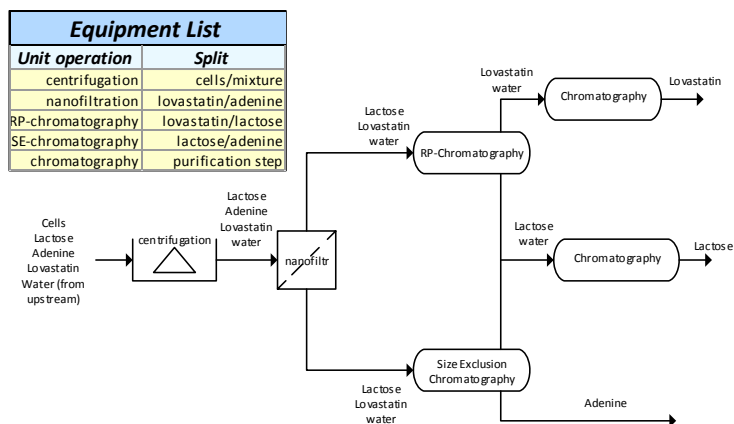 Equipment List
Unit operation Split
centrifugation cells/mixture
nanofiltration lovastatin/adenine
RP-chromatography lovastatin/lactose
SE-chromatography lactose/adenine
chromatography purification step
Lovastatin
water
Chromatography
Lovastatin
Lactose
Lovastatin
water
RP-Chromatography
Cells
Lactose
Adenine
Lovastatin
Water (from
upstream)
centrifugation
Lactose
Adenine
Lovastatin
water
nanofiltr
Lactose
water
Chromatography
Lactose
Lactose
Lovastatin
water
Size Exclusion
Chromatography
Adenine